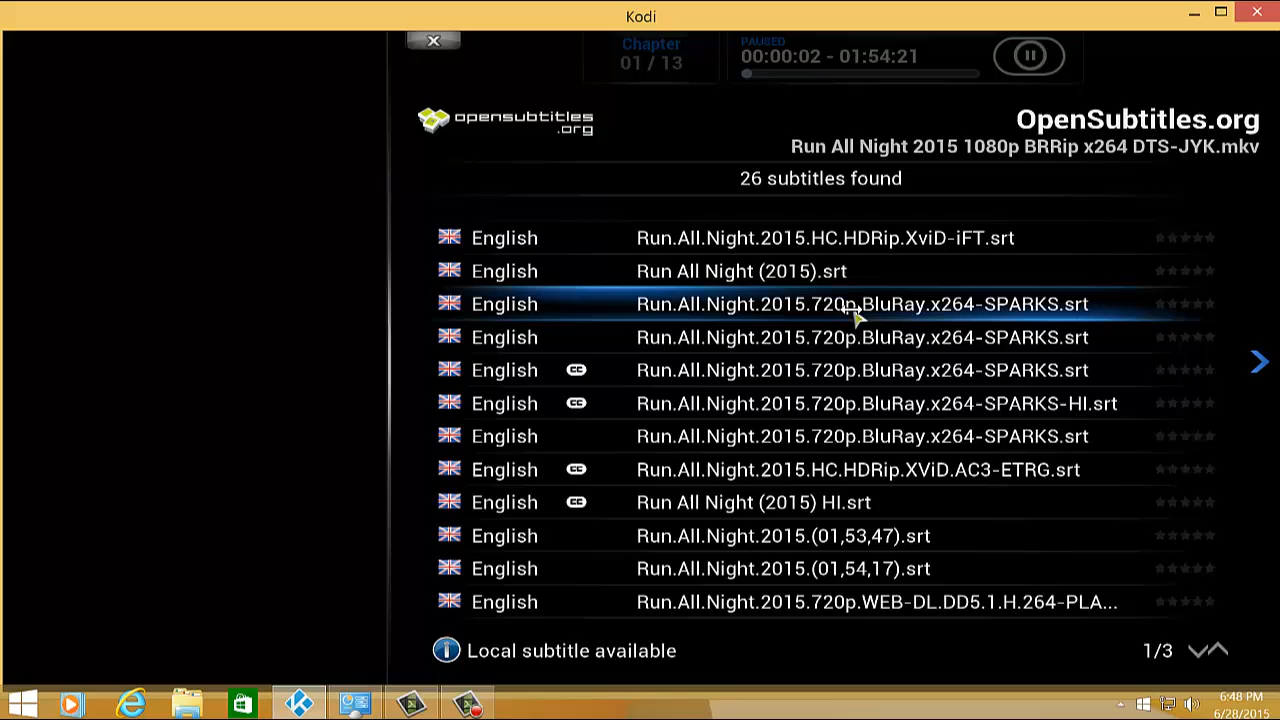 Kodi
Chapter
01 / 13
PAUSED
00:00:02 - 01:54:21
opensubtitles
.org
OpenSubtitles.org
Run All Night 2015 1080p BRRip x264 DTS-JYK.mkv
26 subtitles found
English Run.All.Night.2015.HC.HDRip.XviD-iFT.srt
English Run All Night (2015).srt
English Run.All.Night.2015.720p.BluRay.x264-SPARKS.srt
English Run.All.Night.2015.720p.BluRay.x264-SPARKS.srt
English CC Run.All.Night.2015.720p.BluRay.x264-SPARKS.srt
English CC Run.All.Night.2015.720p.BluRay.x264-SPARKS-HI.srt
English Run.All.Night.2015.720p.BluRay.x264-SPARKS.srt
English CC Run.All.Night.2015.HC.HDRip.XViD.AC3-ETRG.srt
English CC Run All Night (2015) HI.srt
English Run.All.Night.2015.(01,53,47).srt
English Run.All.Night.2015.(01,54,17).srt
English Run.All.Night.2015.720p.WEB-DL.DD5.1.H.264-PLA...
Local subtitle available
1/3
6:48 PM
6/28/2015